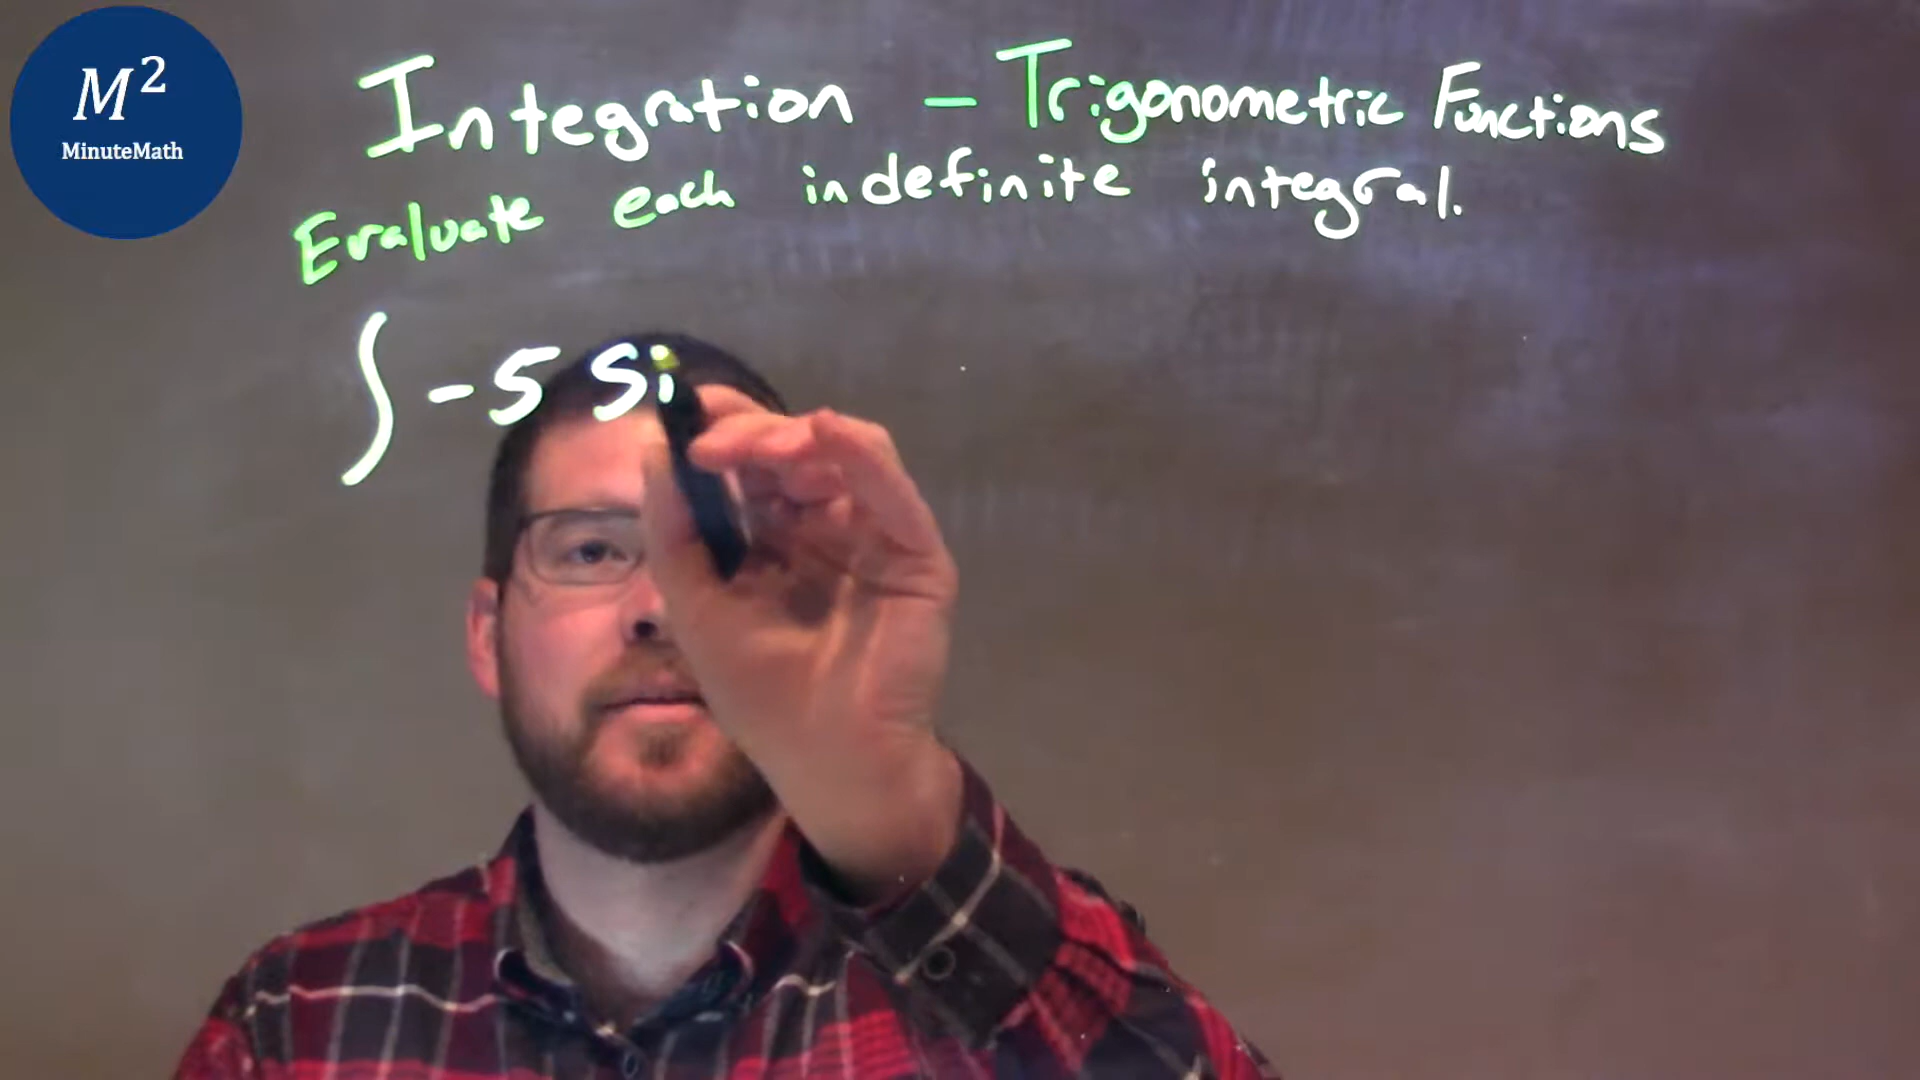 M²
MinuteMath
Integration - Trigonometric Functions
Evaluate each indefinite integral.
∫ -5 Si